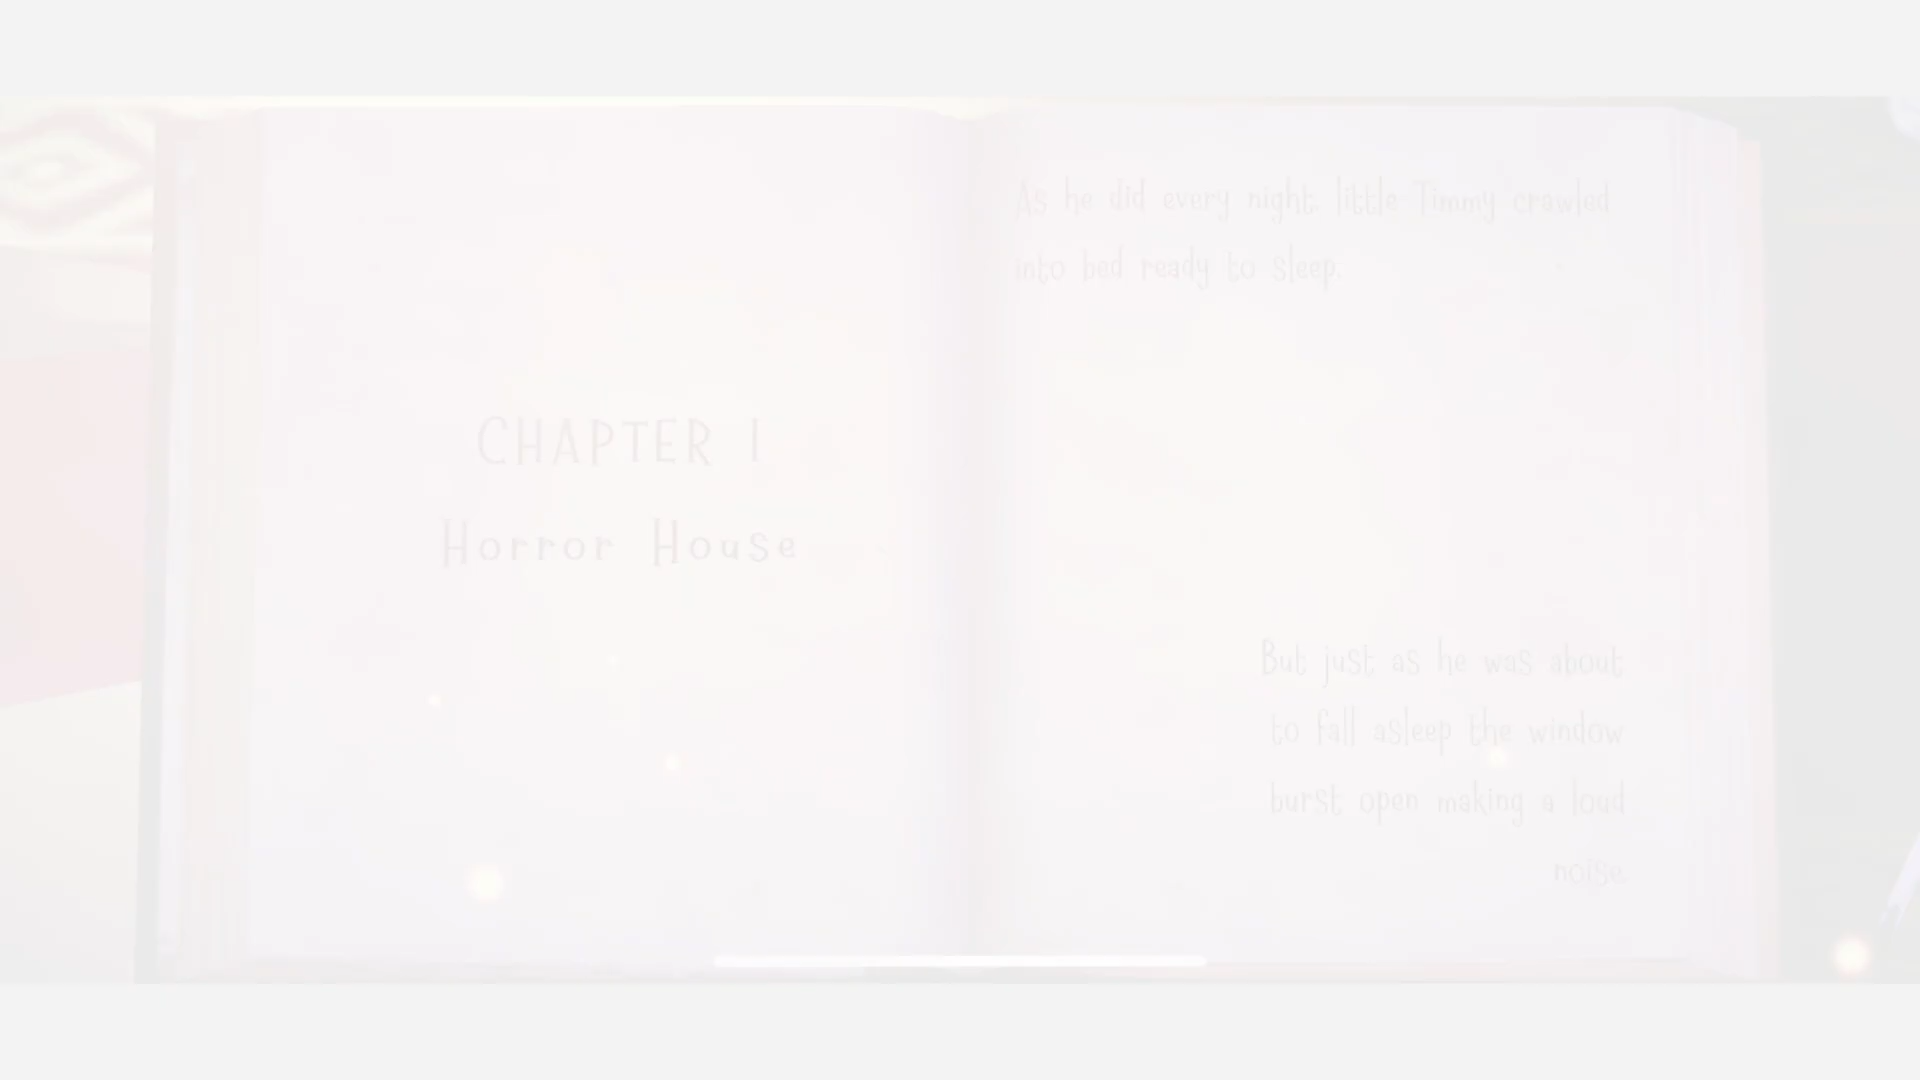 CHAPTER 1
Horror House
As he did every night, little Timmy crawled
into bed ready to sleep.
But just as he was about
to fall asleep the window
burst open making a loud
noise.